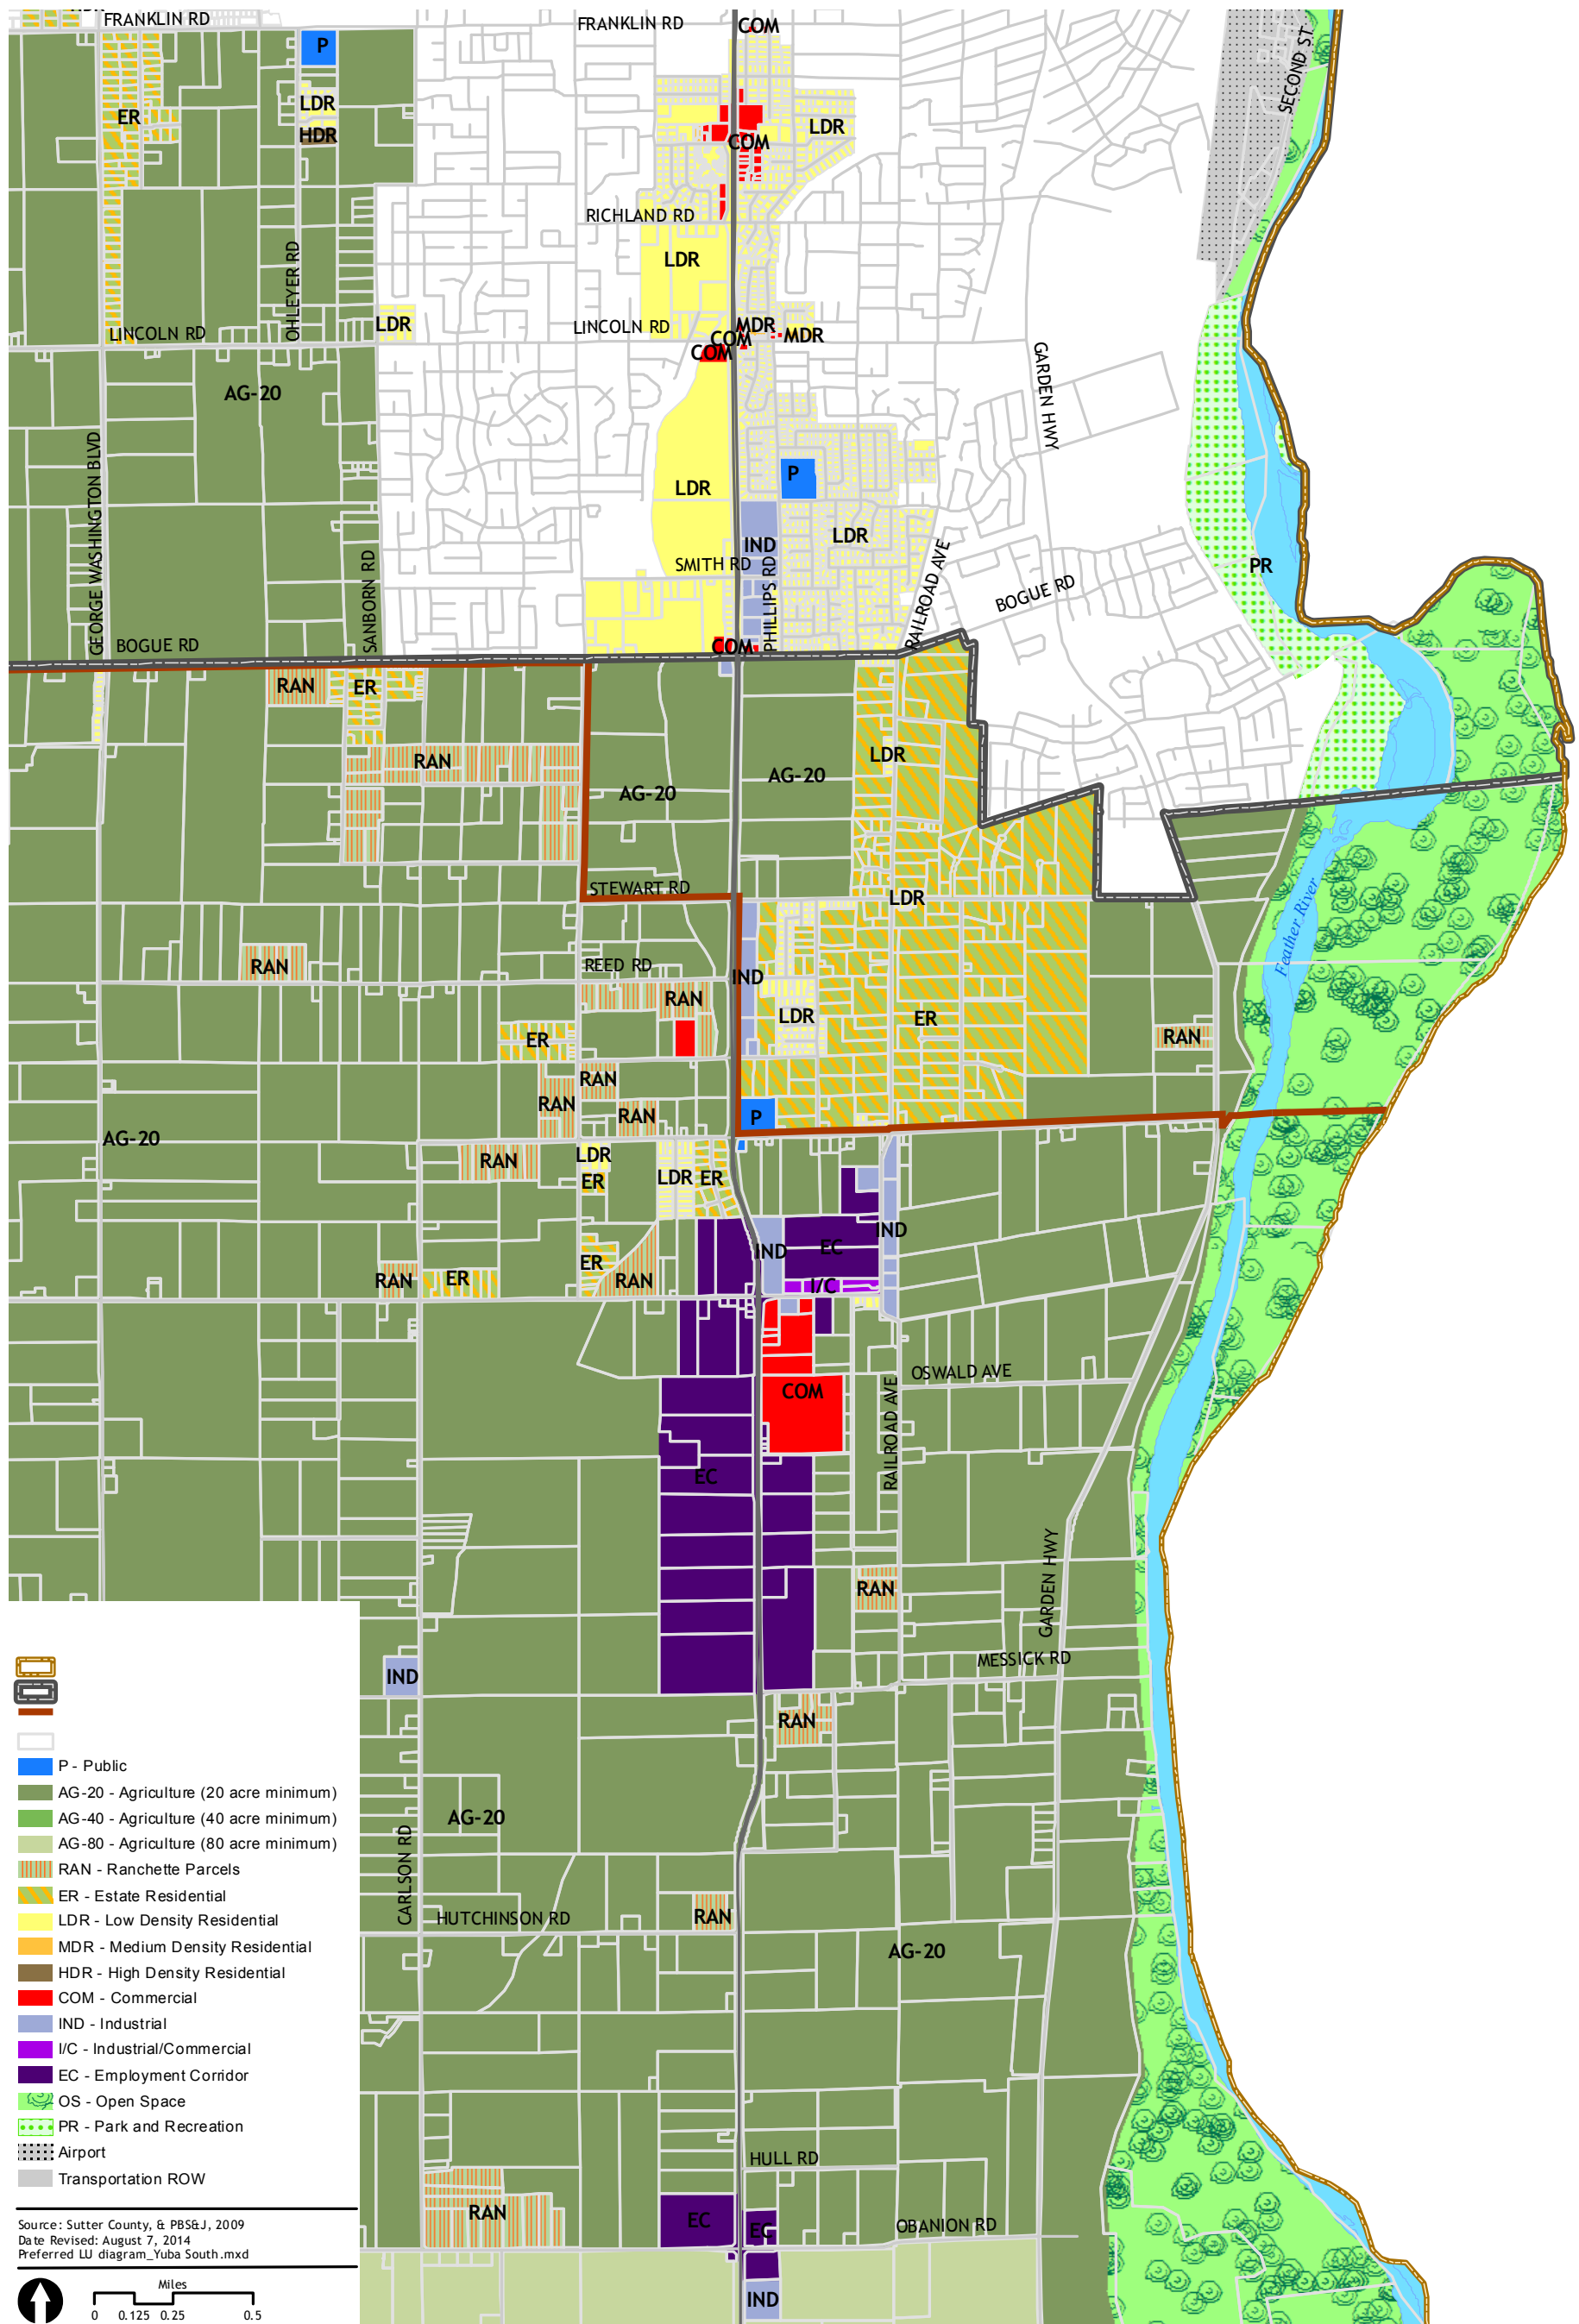 FRANKLIN RD
FRANKLIN RD
COM
SECOND ST.
P
LDR
HDR
ER
COM
LDR
RICHLAND RD
OHLEYER RD
LDR
LINCOLN RD
LDR
LINCOLN RD
MDR
COM
MDR
COM
GARDEN HWY
AG-20
GEORGE WASHINGTON BLVD
P
LDR
IND
LDR
SMITH RD
PHILLIPS RD
RAILROAD AVE
BOGUE RD
PR
SANBORN RD
BOGUE RD
COM
RAN
ER
RAN
AG-20
AG-20
LDR
STEWART RD
LDR
Feather River
RAN
REED RD
IND
RAN
LDR
ER
ER
RAN
RAN
RAN
RAN
P
AG-20
RAN
LDR
ER
LDR
ER
IND
EC
IND
RAN
ER
ER
RAN
I/C
OSWALD AVE
COM
RAILROAD AVE
EC
GARDEN HWY
RAN
MESSICK RD
IND
RAN
AG-20
CARLSON RD
HUTCHINSON RD
RAN
AG-20
HULL RD
RAN
EC
EC
OBANION RD
IND
P - Public
AG-20 - Agriculture (20 acre minimum)
AG-40 - Agriculture (40 acre minimum)
AG-80 - Agriculture (80 acre minimum)
RAN - Ranchette Parcels
ER - Estate Residential
LDR - Low Density Residential
MDR - Medium Density Residential
HDR - High Density Residential
COM - Commercial
IND - Industrial
I/C - Industrial/Commercial
EC - Employment Corridor
OS - Open Space
PR - Park and Recreation
Airport
Transportation ROW
Source: Sutter County, & PBS&J, 2009
Date Revised: August 7, 2014
Preferred LU diagram_Yuba South.mxd
Miles
0 0.125 0.25 0.5